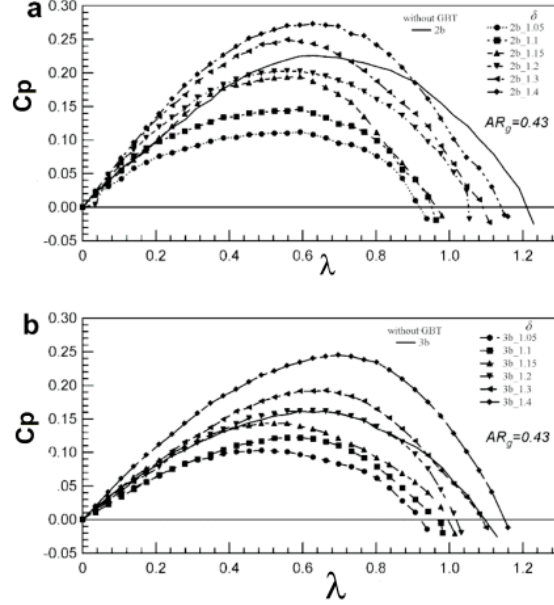 a
0.30
0.25
0.20
0.15
0.10
0.05
0.00
-0.05
Cp
0.0 0.2 0.4 0.6 0.8 1.0 1.2
λ
without GBT
2b
δ
2b_1.05
2b_1.1
2b_1.15
2b_1.2
2b_1.3
2b_1.4
ARg=0.43
b
0.30
0.25
0.20
0.15
0.10
0.05
0.00
-0.05
Cp
0.0 0.2 0.4 0.6 0.8 1.0 1.2
λ
without GBT
3b
δ
3b_1.05
3b_1.1
3b_1.15
3b_1.2
3b_1.3
3b_1.4
ARg=0.43